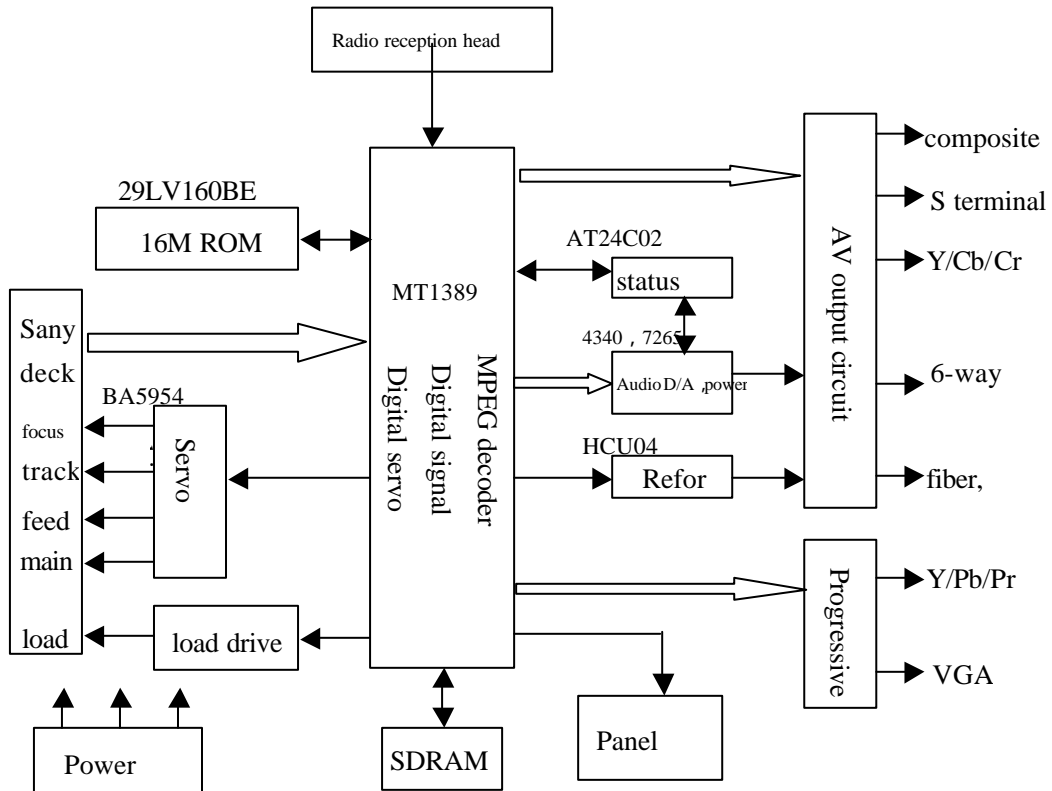 Radio reception head
29LV160BE
16M ROM
Sany
deck
BA5954
focus
track
feed
main
load
Servo
load drive
Power
MT1389
MPEG decoder
Digital signal
Digital servo
SDRAM
AT24C02
status
4340 , 7265
Audio D/A ,power
HCU04
Refor
Panel
AV output circuit
composite
S terminal
Y/Cb/Cr
6-way
fiber,
Progressive
Y/Pb/Pr
VGA